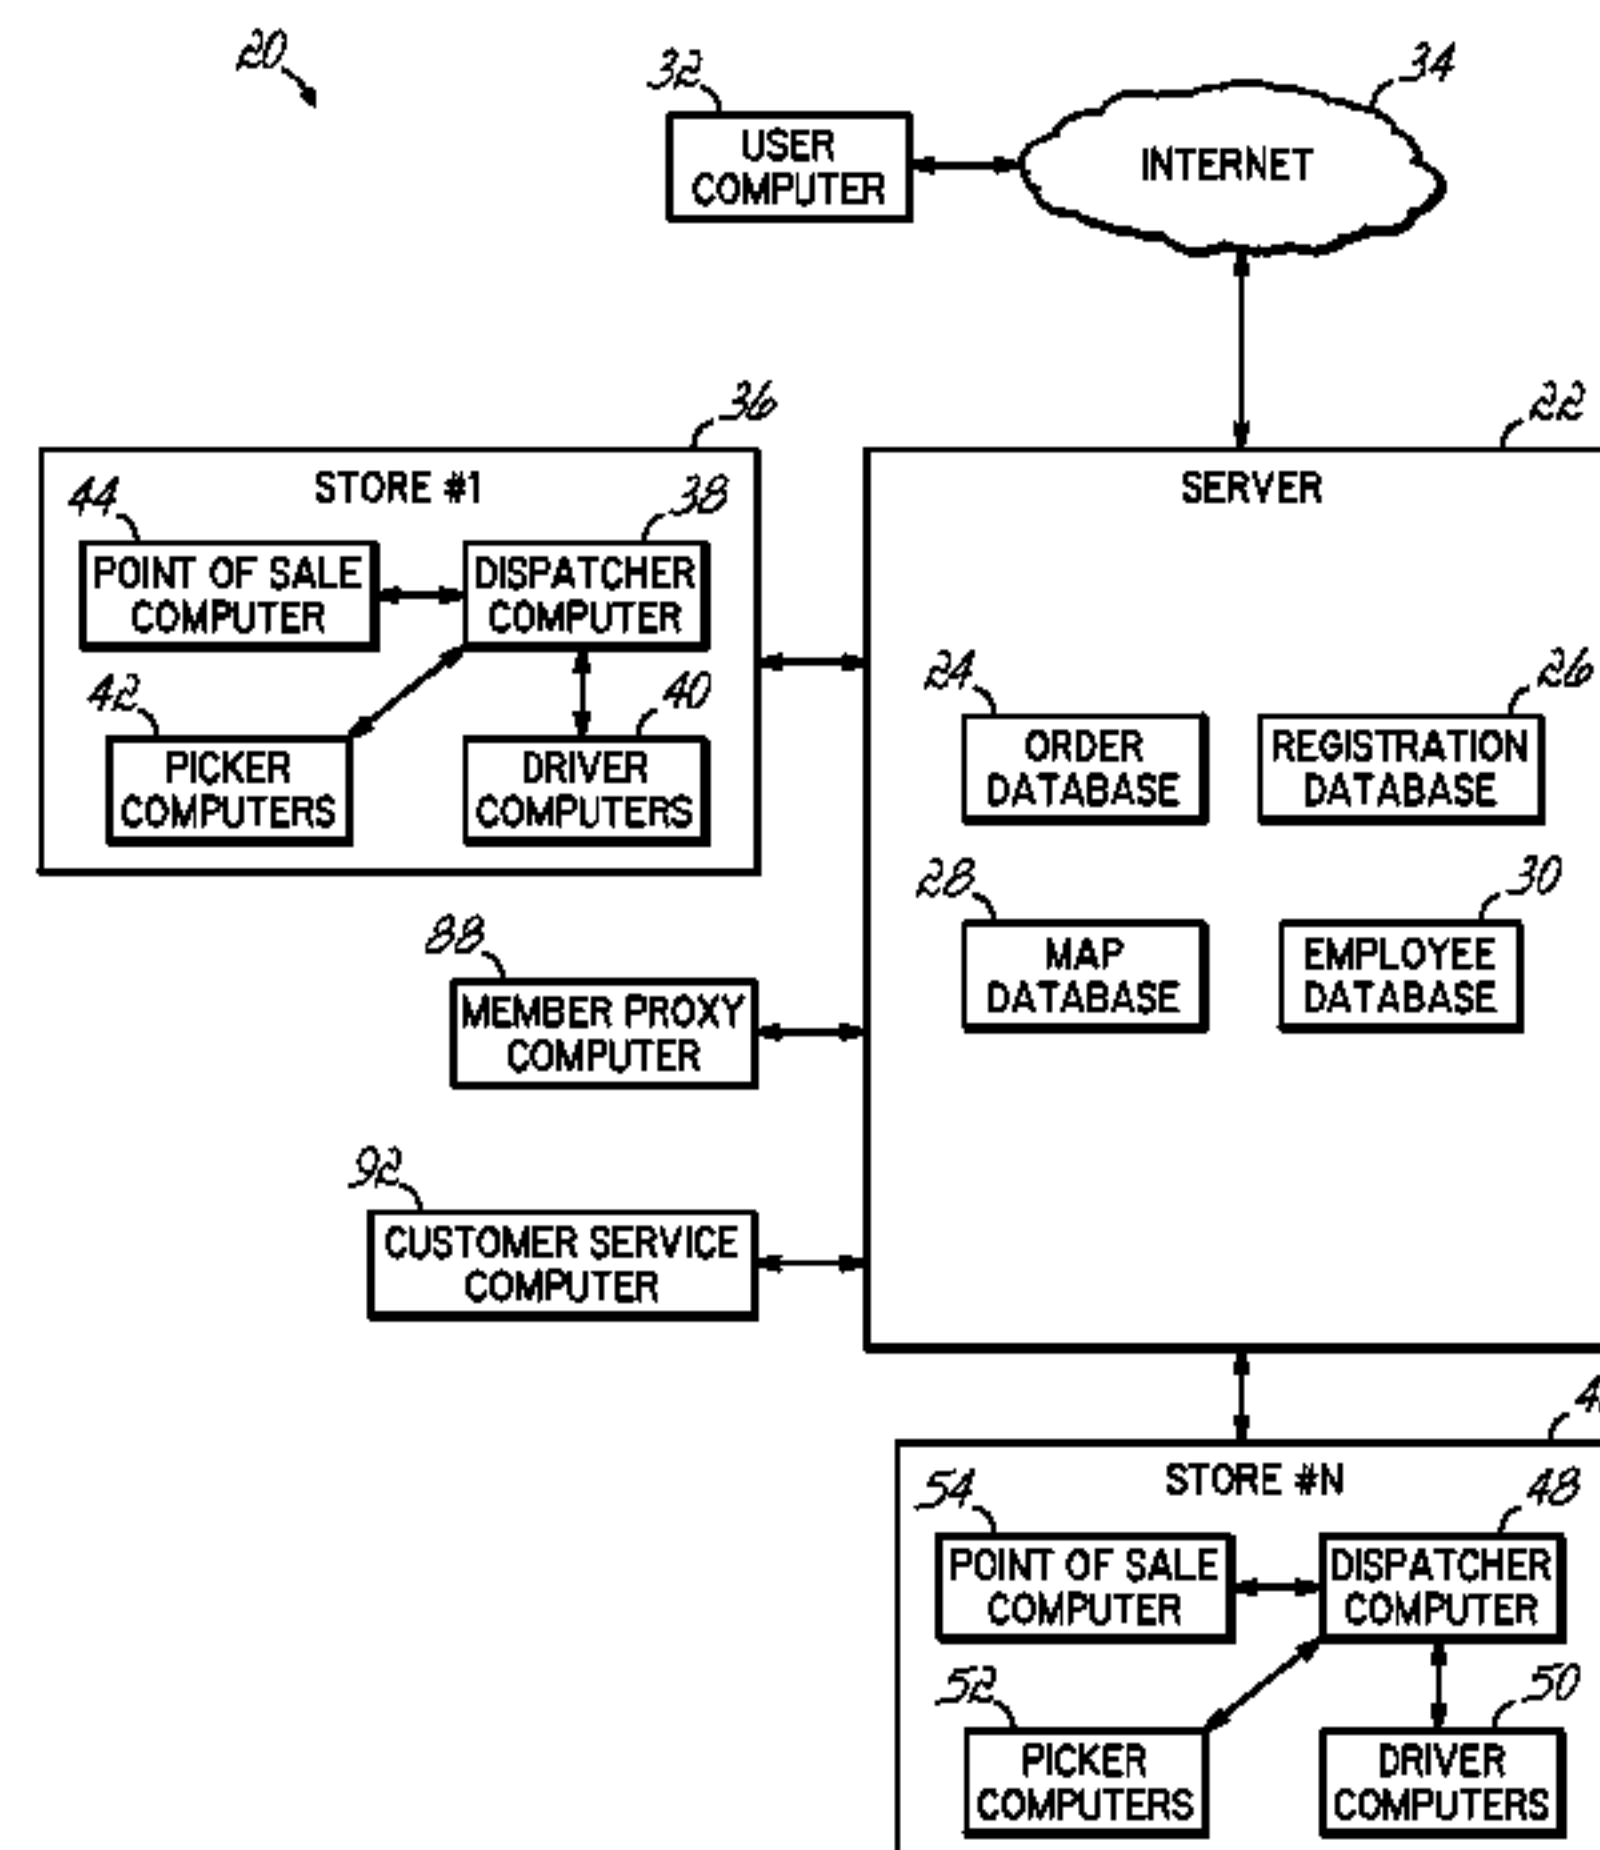 20
32
34
USER
COMPUTER
INTERNET
36
22
STORE #1
SERVER
44
38
POINT OF SALE
COMPUTER
DISPATCHER
COMPUTER
42
40
PICKER
COMPUTERS
DRIVER
COMPUTERS
24
26
ORDER
DATABASE
REGISTRATION
DATABASE
28
30
MAP
DATABASE
EMPLOYEE
DATABASE
88
MEMBER PROXY
COMPUTER
92
CUSTOMER SERVICE
COMPUTER
STORE #N
54
48
POINT OF SALE
COMPUTER
DISPATCHER
COMPUTER
52
50
PICKER
COMPUTERS
DRIVER
COMPUTERS